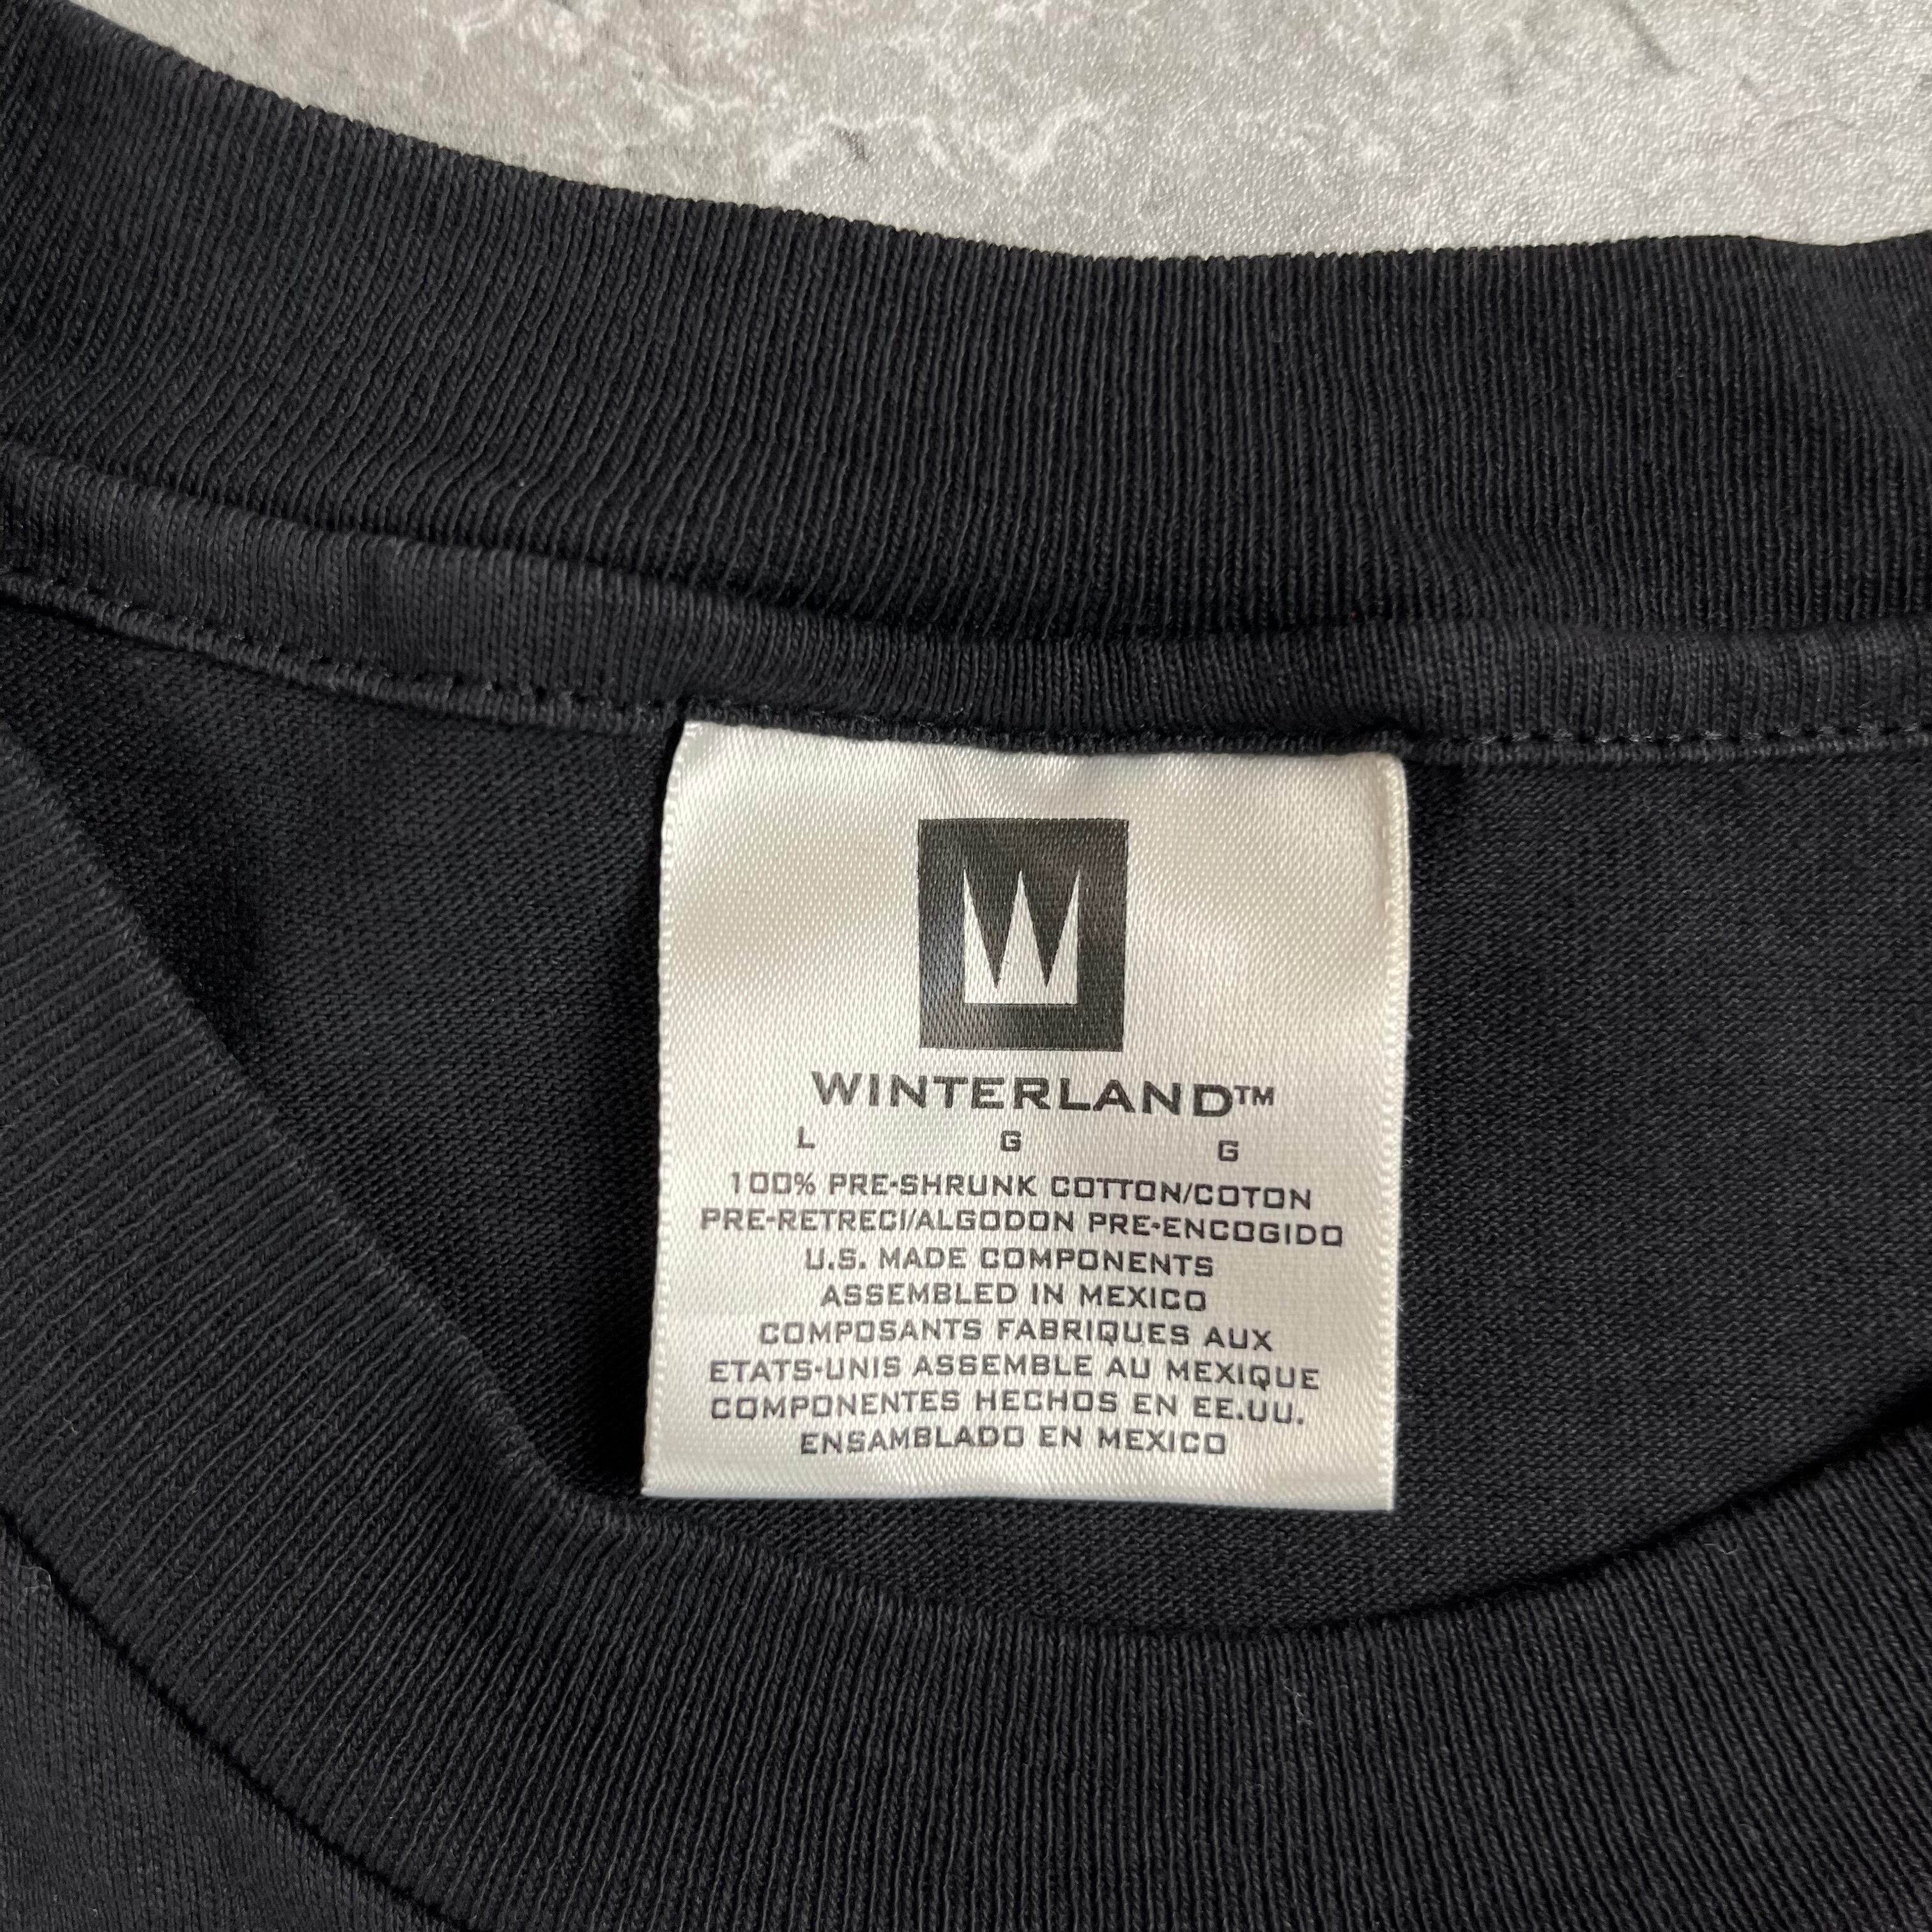 W
WINTERLAND™
L G G
100% PRE-SHRUNK COTTON/COTON
PRE-RETRECI/ALGODON PRE-ENCOGIDO
U.S. MADE COMPONENTS
ASSEMBLED IN MEXICO
COMPOSANTS FABRIQUES AUX
ETATS-UNIS ASSEMBLE AU MEXIQUE
COMPONENTES HECHOS EN EE.UU.
ENSAMBLADO EN MEXICO